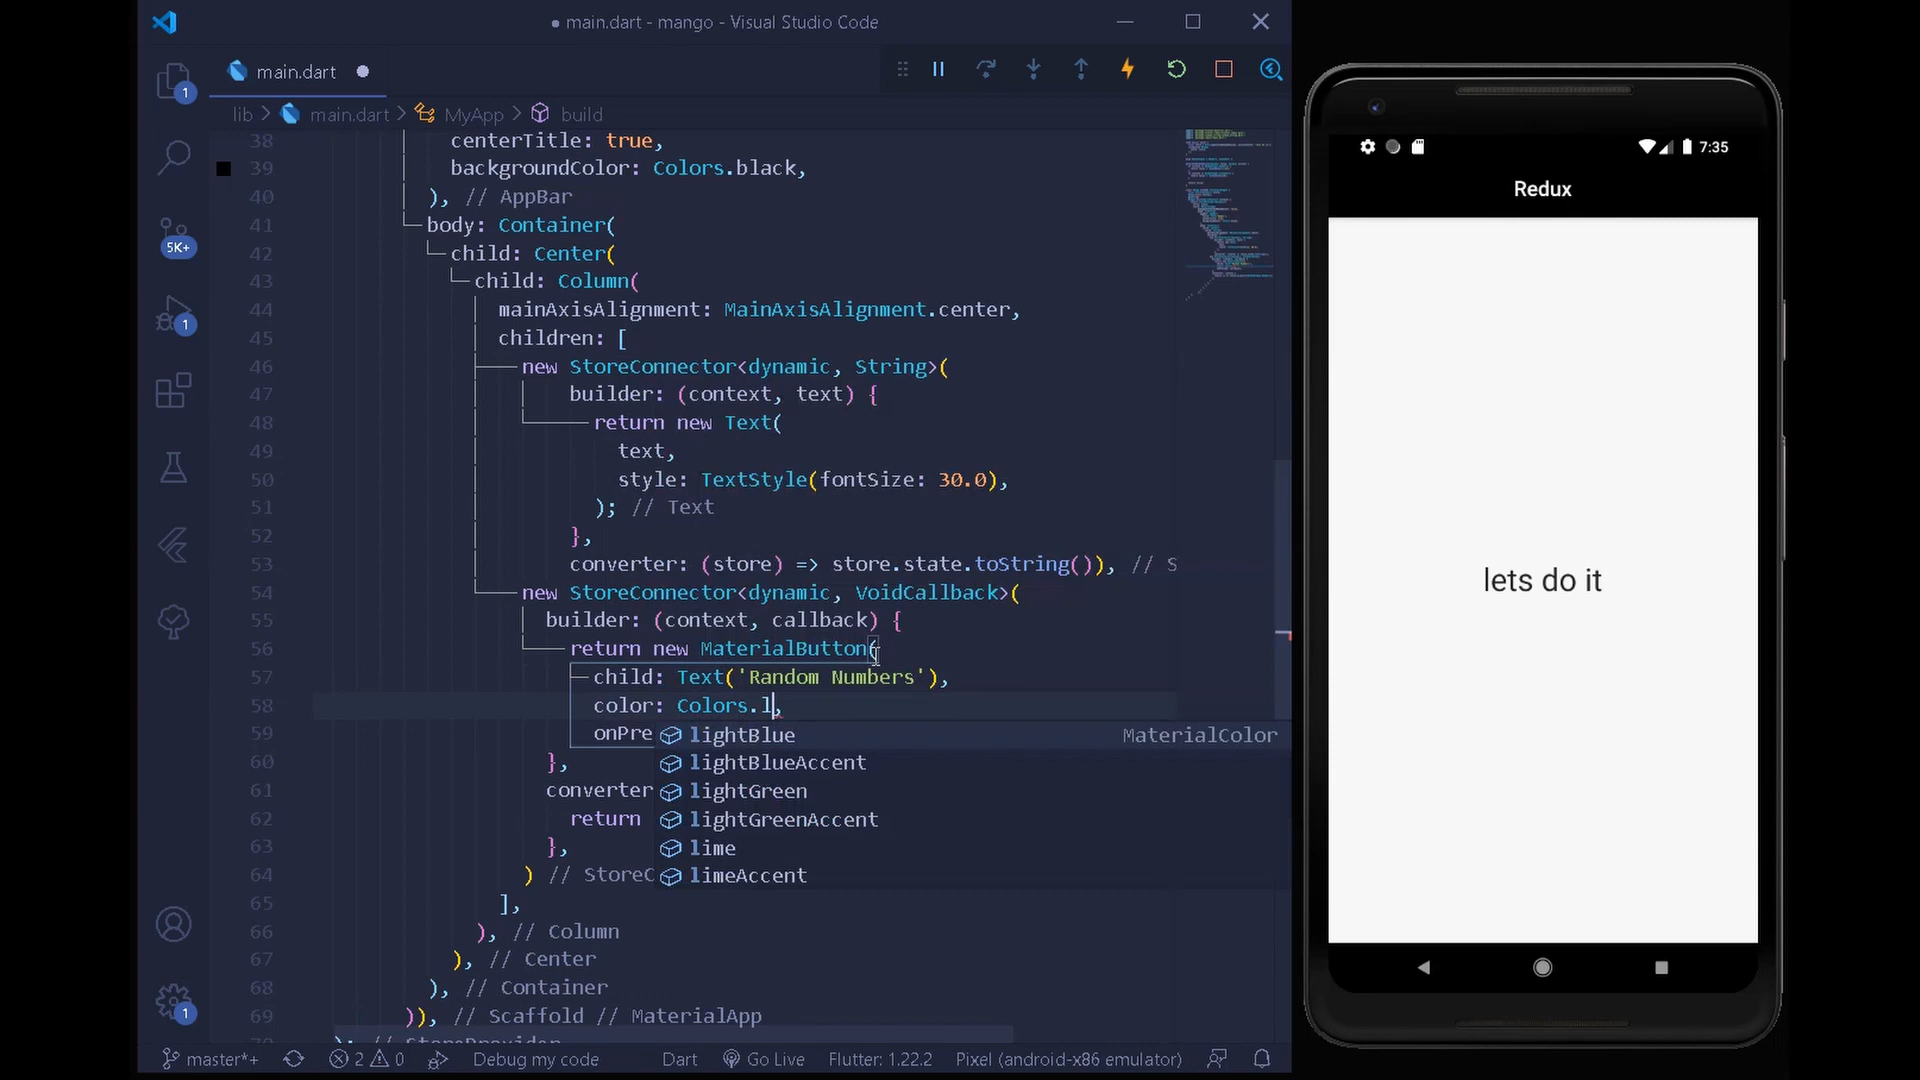 main.dart - mango - Visual Studio Code
main.dart
lib > main.dart > MyApp > build
38 centerTitle: true,
39 backgroundColor: Colors.black,
40 ), // AppBar
41 body: Container(
42 child: Center(
43 child: Column(
44 mainAxisAlignment: MainAxisAlignment.center,
45 children: [
46 new StoreConnector<dynamic, String>(
47 builder: (context, text) {
48 return new Text(
49 text,
50 style: TextStyle(fontSize: 30.0),
51 ); // Text
52 },
53 converter: (store) => store.state.toString()), // S
54 new StoreConnector<dynamic, VoidCallback>(
55 builder: (context, callback) {
56 return new MaterialButton(
57 child: Text('Random Numbers'),
58 color: Colors.l,
59 onPre
lightBlue MaterialColor
lightBlueAccent
lightGreen
lightGreenAccent
lime
limeAccent
60 },
61 converter
62 return
63 },
64 ) // StoreC
65 ],
66 ), // Column
67 ), // Center
68 ), // Container
69 )), // Scaffold // MaterialApp
70 ); // StoreProvider
1
5K+
1
1
master*+ 2 0 Debug my code Dart Go Live Flutter: 1.22.2 Pixel (android-x86 emulator)
7:35
Redux
lets do it